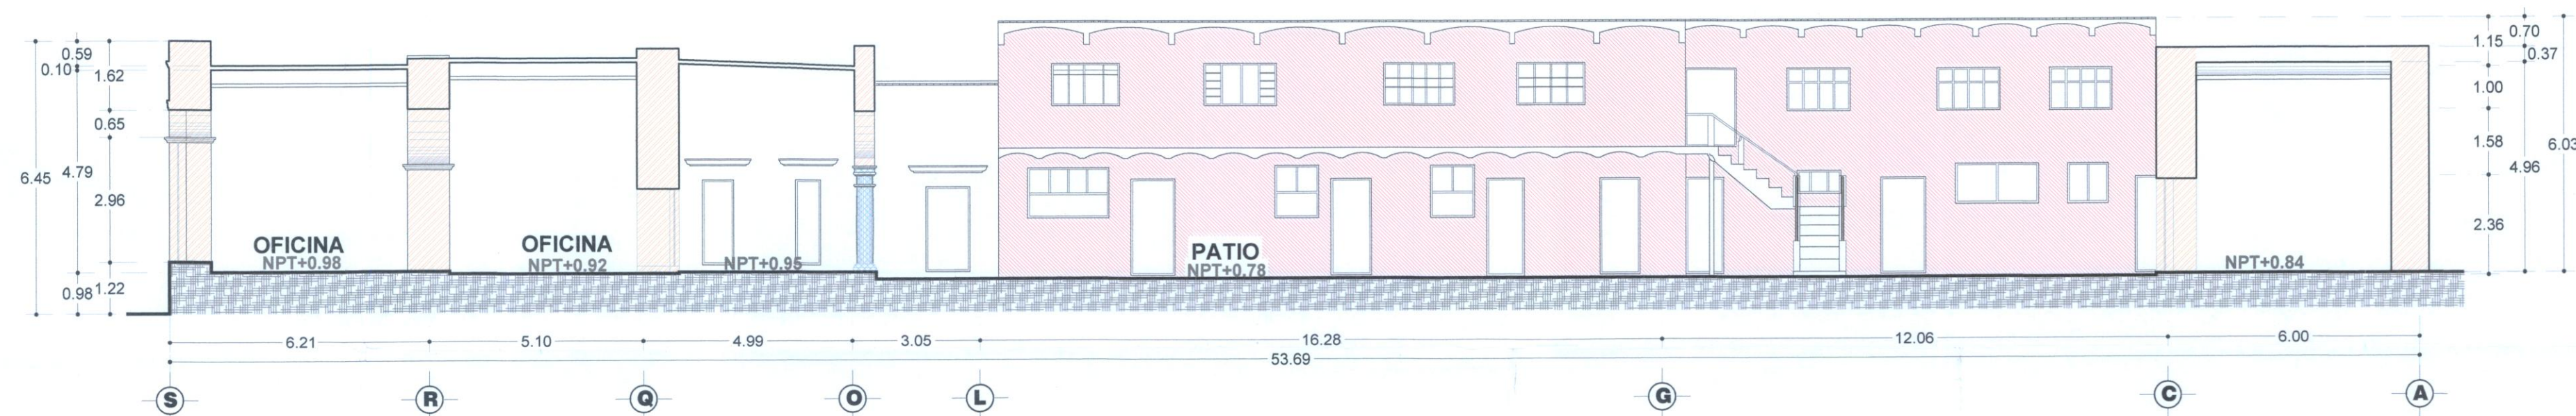 0.59
0.10
1.62
0.65
6.45
4.79
2.96
0.98
1.22
OFICINA
NPT+0.98
OFICINA
NPT+0.92
NPT+0.95
PATIO
NPT+0.78
NPT+0.84
1.15
0.70
0.37
1.00
1.58
6.03
4.96
2.36
6.21
5.10
4.99
3.05
16.28
12.06
6.00
53.69
S
R
Q
O
L
G
C
A